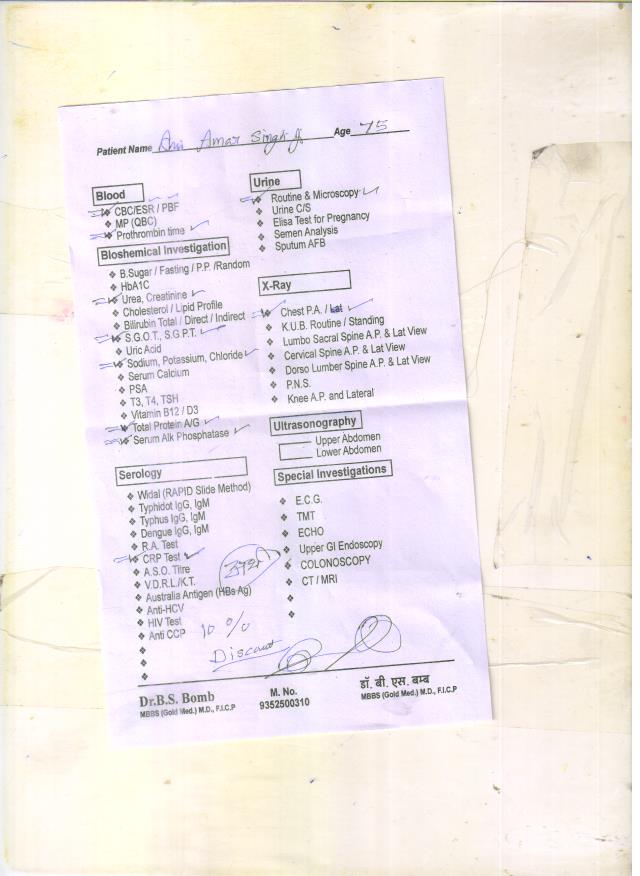 Patient Name Amar Singh Ji Age 75
Blood
CBC/ESR / PBF
MP (QBC)
Prothrombin time
Bioshemical Investigation
B.Sugar / Fasting / P.P. /Random
HbA1C
Urea, Creatinine
Cholesterol / Lipid Profile
Bilirubin Total / Direct / Indirect
S.G.O.T., S.G.P.T.
Uric Acid
Sodium, Potassium, Chloride
Serum Calcium
PSA
T3, T4, TSH
Vitamin B12 / D3
Total Protein A/G
Serum Alk Phosphatase
Serology
Widal (RAPID Slide Method)
Typhidot IgG, IgM
Typhus IgG, IgM
Dengue IgG, IgM
R.A. Test
CRP Test
A.S.O. Titre
V.D.R.L./K.T.
Australia Antigen (HBs Ag)
Anti-HCV
HIV Test
Anti CCP
Urine
Routine & Microscopy
Urine C/S
Elisa Test for Pregnancy
Semen Analysis
Sputum AFB
X-Ray
Chest P.A. / Lat
K.U.B. Routine / Standing
Lumbo Sacral Spine A.P. & Lat View
Cervical Spine A.P. & Lat View
Dorso Lumber Spine A.P. & Lat View
P.N.S.
Knee A.P. and Lateral
Ultrasonography
Upper Abdomen
Lower Abdomen
Special Investigations
E.C.G.
TMT
ECHO
Upper GI Endoscopy
COLONOSCOPY
CT / MRI
10 %
Discount
Dr.B.S. Bomb
MBBS (Gold Med.) M.D., F.I.C.P
M. No.
9352500310
डॉ. बी. एस. बम्ब
MBBS (Gold Med.) M.D., F.I.C.P